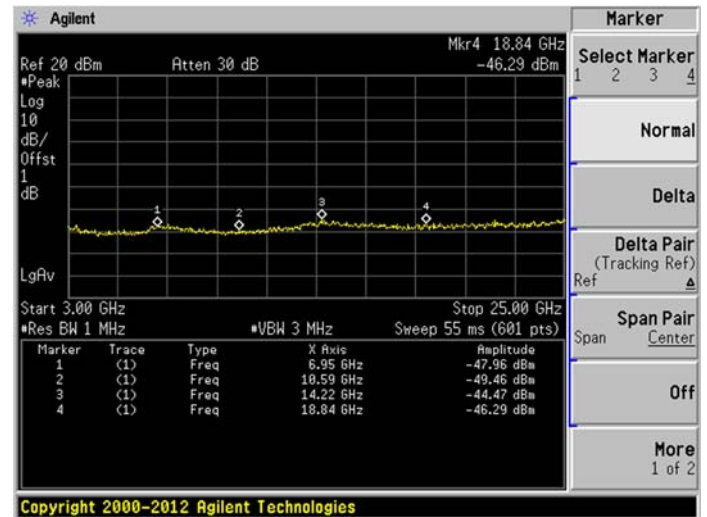 Agilent
Marker
Mkr4 18.84 GHz
Ref 20 dBm Atten 30 dB -46.29 dBm
#Peak
Log
10
dB/
Offst
1
dB
1
2
3
4
LgAv
Start 3.00 GHz Stop 25.00 GHz
#Res BW 1 MHz #VBW 3 MHz Sweep 55 ms (601 pts)
Marker Trace Type X Axis Amplitude
1 (1) Freq 6.95 GHz -47.96 dBm
2 (1) Freq 10.59 GHz -49.46 dBm
3 (1) Freq 14.22 GHz -44.47 dBm
4 (1) Freq 18.84 GHz -46.29 dBm
Copyright 2000-2012 Agilent Technologies
Select Marker
1 2 3 4
Normal
Delta
Delta Pair
(Tracking Ref)
Ref Δ
Span Pair
Span Center
Off
More
1 of 2